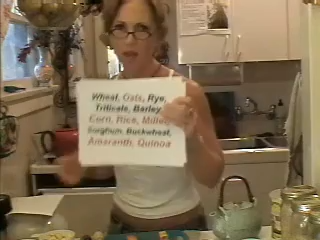 Wheat, Oats, Rye,
Triticale, Barley,
Corn, Rice, Millet,
Sorghum, Buckwheat,
Amaranth, Quinoa